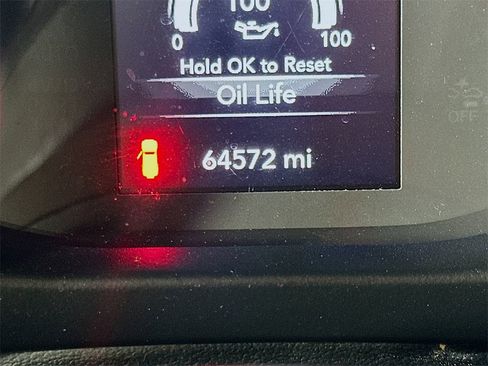 100
0 100
Hold OK to Reset
Oil Life
64572 mi
OFF